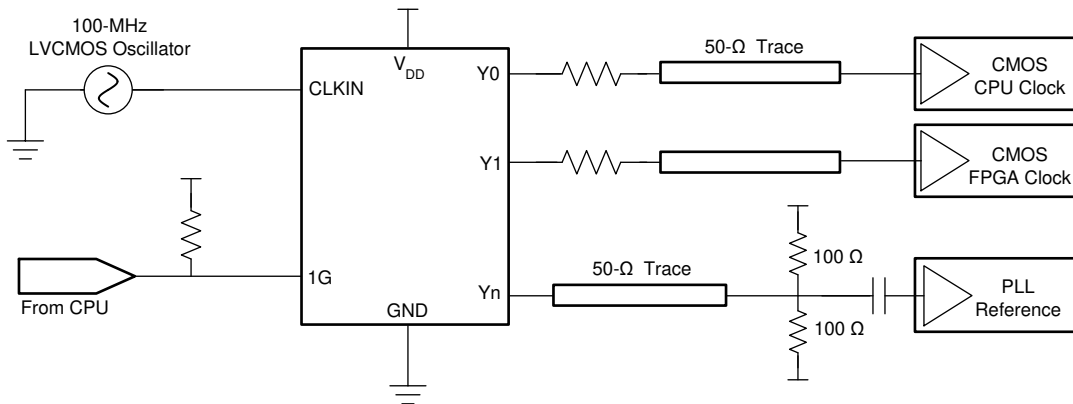 100-MHz
LVCMOS Oscillator
CLKIN
VDD
Y0
50-Ω Trace
CMOS
CPU Clock
Y1
CMOS
FPGA Clock
From CPU
1G
GND
Yn
50-Ω Trace
100 Ω
100 Ω
PLL
Reference